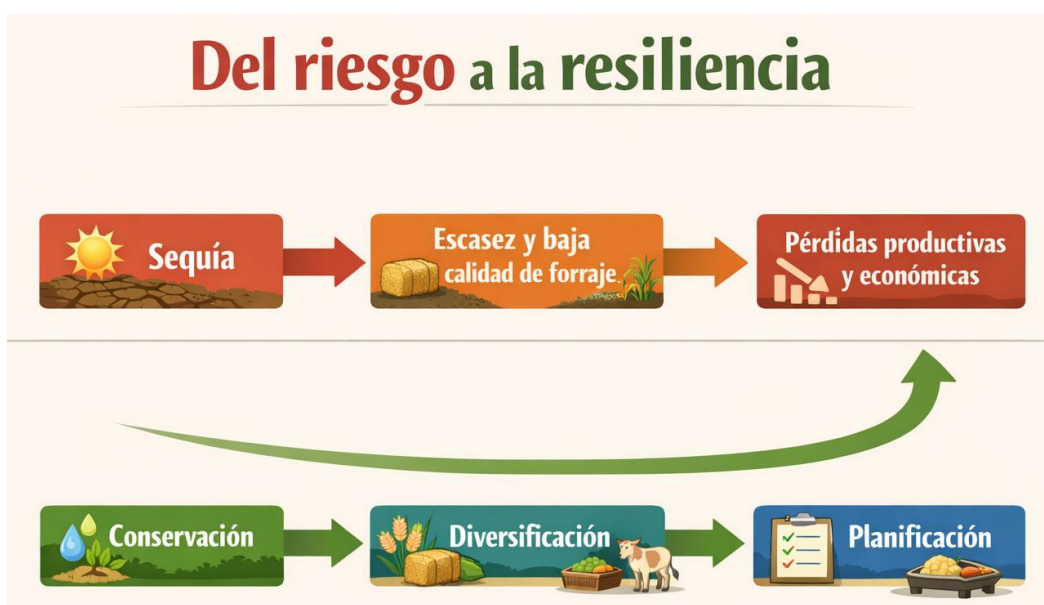 Del riesgo a la resiliencia
Sequía
Escasez y baja
calidad de forraje
Pérdidas productivas
y económicas
Conservación
Diversificación
Planificación